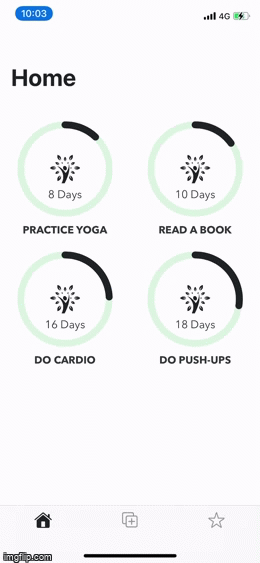 10:03
4G
Home
8 Days
10 Days
PRACTICE YOGA
READ A BOOK
16 Days
18 Days
DO CARDIO
DO PUSH-UPS
imgflip.com